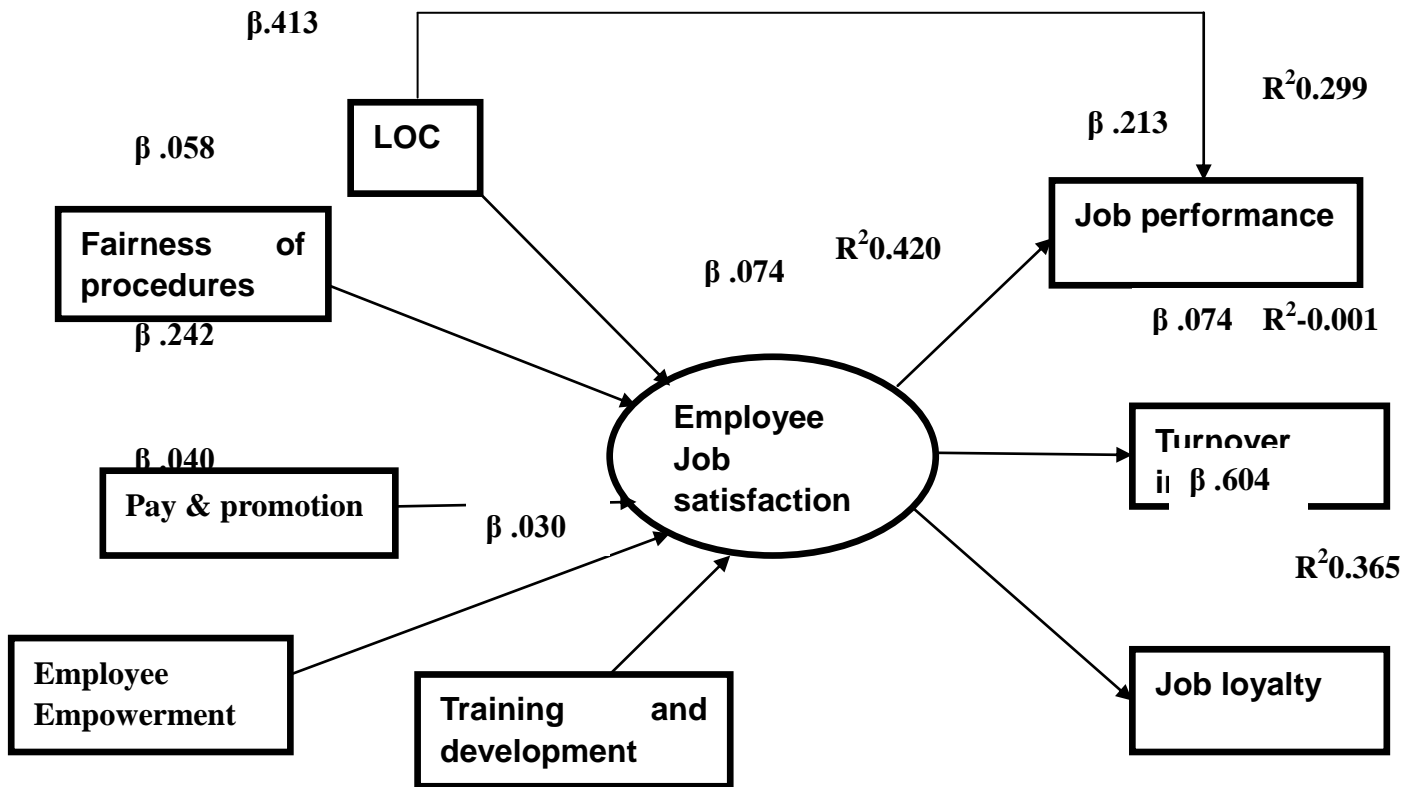 β.413
R²0.299
β .213
LOC
β .058
Job performance
Fairness of
procedures
R²0.420
β .074
β .074 R²-0.001
β .242
Employee
Job
satisfaction
β .040
Pay & promotion
β .030
Turnover
β .604
R²0.365
Employee
Empowerment
Training and
development
Job loyalty